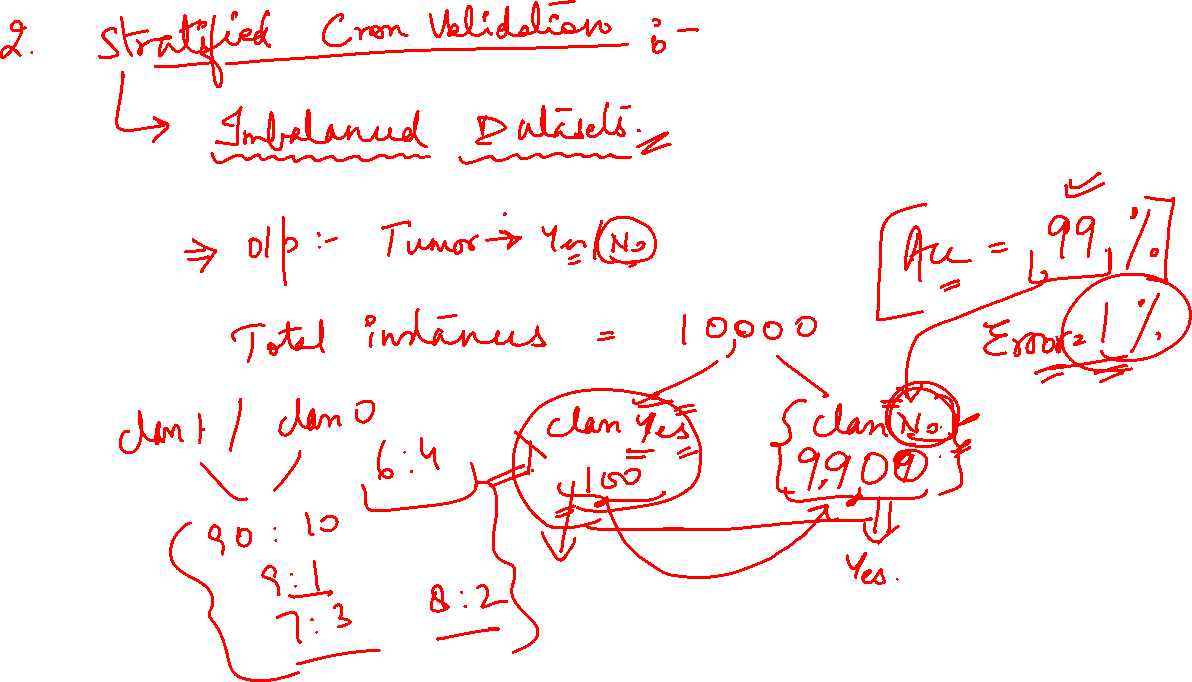 2. Stratified Cross Validation :-
Imbalanced Datasets.
⇒ o/p :- Tumor → Yes/No
Acc = 99 %
Error = 1 %
Total instances = 10,000
class 1 / class 0
6:4
class Yes
100
class No
9,900
90 : 10
9:1
7:3
8:2
Yes.